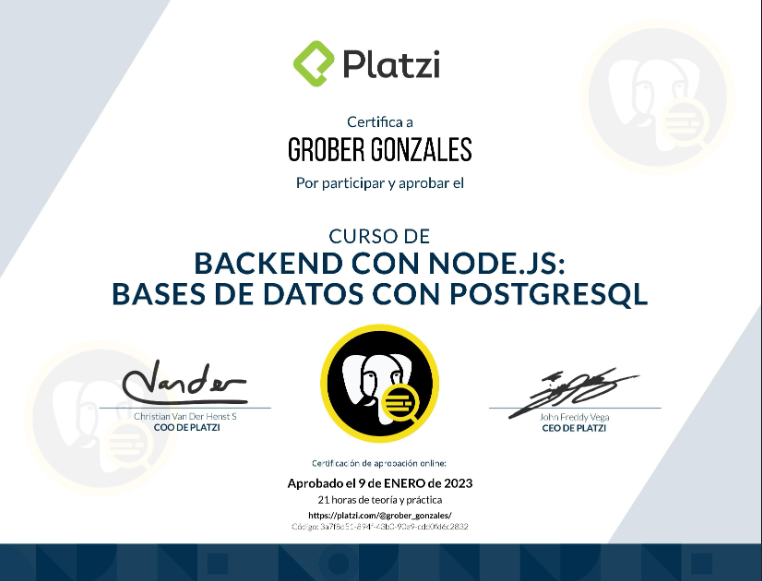 Platzi
Certifica a
GROBER GONZALES
Por participar y aprobar el
CURSO DE
BACKEND CON NODE.JS:
BASES DE DATOS CON POSTGRESQL
Christian Van Der Henst S
COO DE PLATZI
John Freddy Vega
CEO DE PLATZI
Certificación de aprobación online:
Aprobado el 9 de ENERO de 2023
21 horas de teoría y práctica
https://platzi.com/@grober_gonzales/
Código: